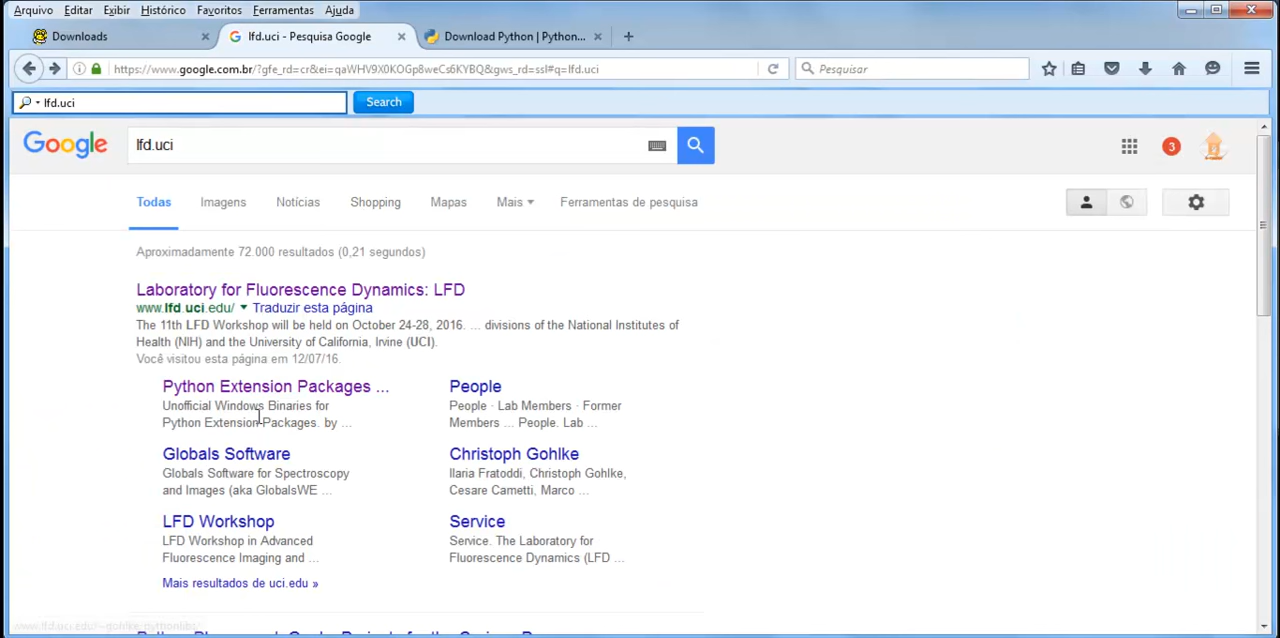 Arquivo Editar Exibir Histórico Favoritos Ferramentas Ajuda
Downloads lfd.uci - Pesquisa Google Download Python | Python...
https://www.google.com.br/?gfe_rd=cr&ei=qaWHV9X0KOGp8weCs6KYBQ&gws_rd=ssl#q=lfd.uci Pesquisar
lfd.uci Search
Google lfd.uci 3
Todas Imagens Notícias Shopping Mapas Mais Ferramentas de pesquisa
Aproximadamente 72.000 resultados (0,21 segundos)
Laboratory for Fluorescence Dynamics: LFD
www.lfd.uci.edu/ Traduzir esta página
The 11th LFD Workshop will be held on October 24-28, 2016. ... divisions of the National Institutes of
Health (NIH) and the University of California, Irvine (UCI).
Você visitou esta página em 12/07/16.
Python Extension Packages ...
Unofficial Windows Binaries for
Python Extension Packages. by ...
People
People · Lab Members · Former
Members ... People. Lab ...
Globals Software
Globals Software for Spectroscopy
and Images (aka GlobalsWE ...
Christoph Gohlke
Ilaria Fratoddi, Christoph Gohlke,
Cesare Cametti, Marco ...
LFD Workshop
LFD Workshop in Advanced
Fluorescence Imaging and ...
Service
Service. The Laboratory for
Fluorescence Dynamics (LFD ...
Mais resultados de uci.edu »
www.lfd.uci.edu/~gohlke/pythonlibs/